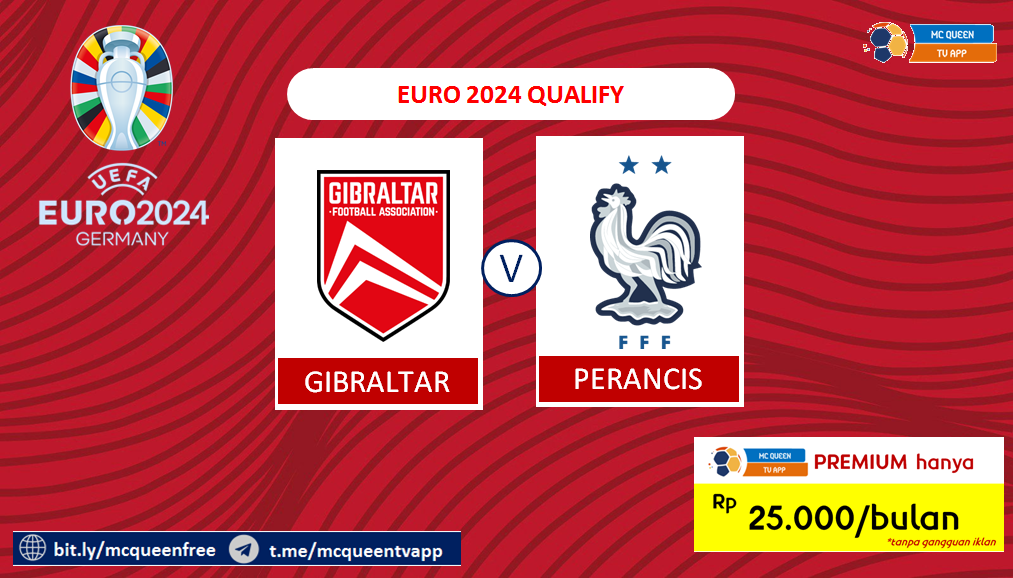 MC QUEEN
TV APP
EURO 2024 QUALIFY
UEFA
EURO2024
GERMANY
GIBRALTAR
·FOOTBALL ASSOCIATION·
V
FFF
GIBRALTAR
PERANCIS
MC QUEEN
TV APP
PREMIUM hanya
Rp 25.000/bulan
*tanpa gangguan iklan
bit.ly/mcqueenfree
t.me/mcqueentvapp